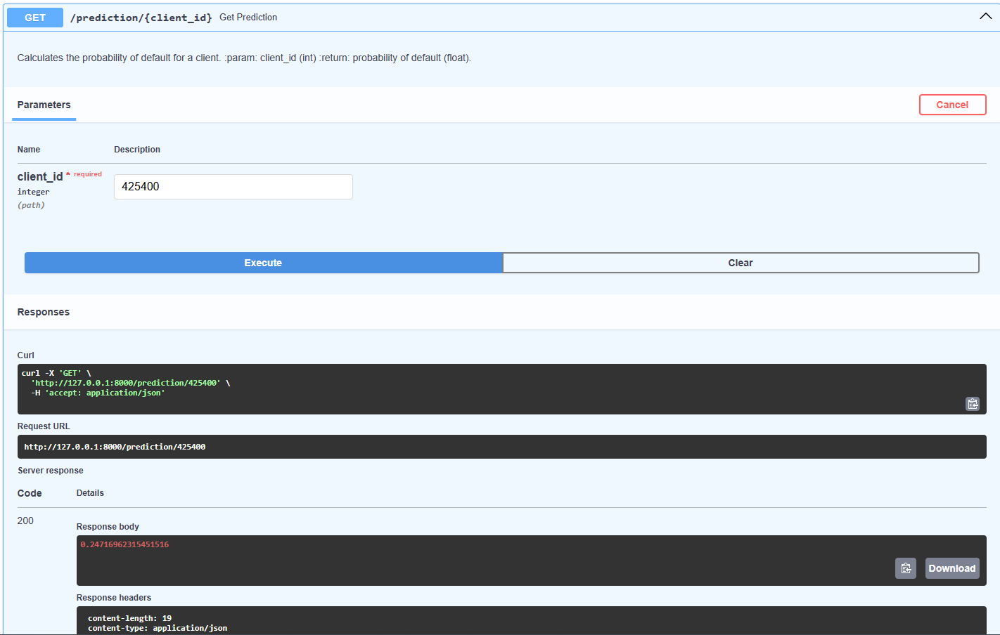 GET /prediction/{client_id} Get Prediction
Calculates the probability of default for a client. :param: client_id (int) :return: probability of default (float).
Parameters Cancel
Name Description
client_id * required 425400
integer
(path)
Execute Clear
Responses
Curl
curl -X 'GET' \
'http://127.0.0.1:8000/prediction/425400' \
-H 'accept: application/json'
Request URL
http://127.0.0.1:8000/prediction/425400
Server response
Code Details
200
Response body
0.24716962315451516
Download
Response headers
content-length: 19
content-type: application/json